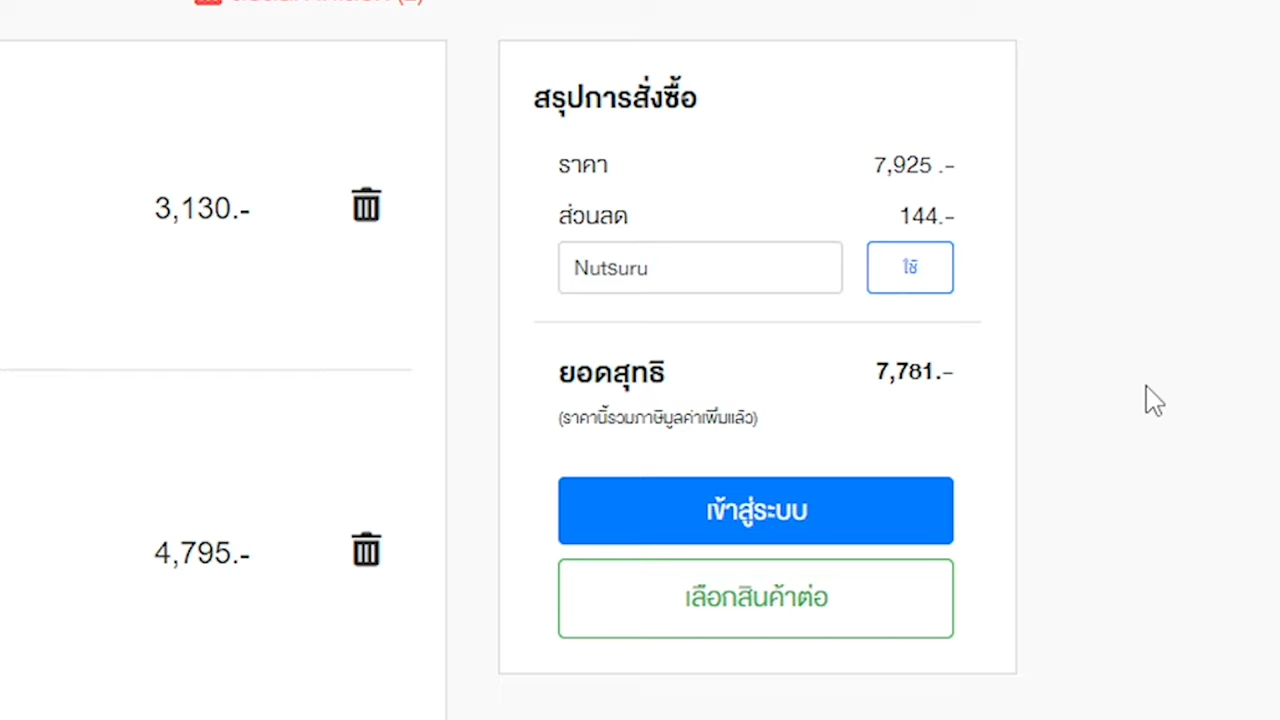 3,130.-
4,795.-
สรุปการสั่งซื้อ
ราคา 7,925 .-
ส่วนลด 144.-
Nutsuru ใช้
ยอดสุทธิ 7,781.-
(ราคานี้รวมภาษีมูลค่าเพิ่มแล้ว)
เข้าสู่ระบบ
เลือกสินค้าต่อ